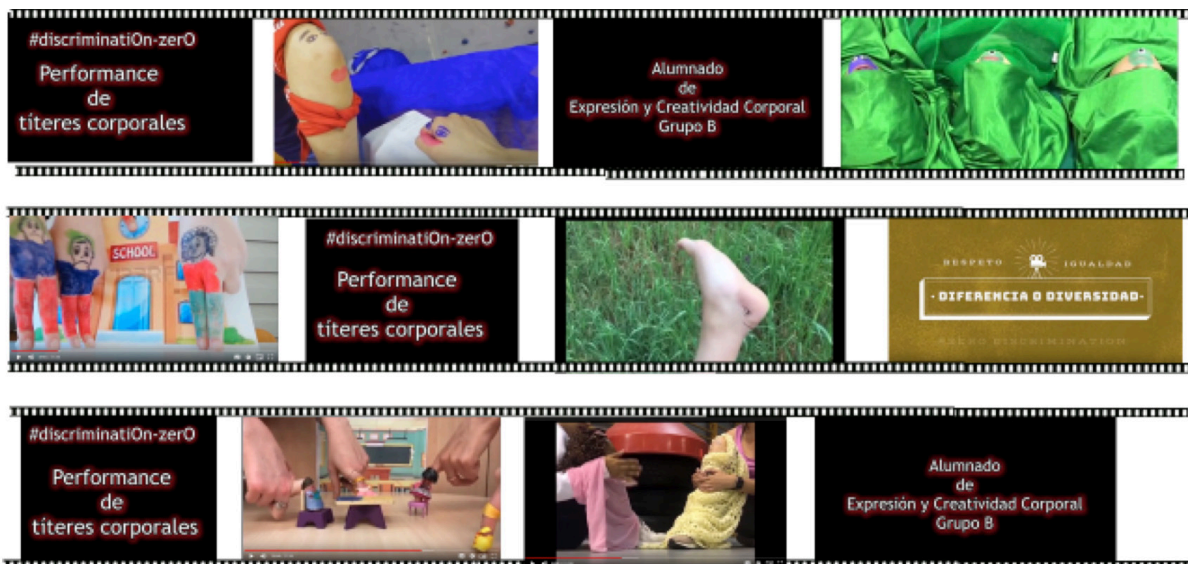 #discriminatiOn-zerO
Performance
de
títeres corporales
Alumnado
de
Expresión y Creatividad Corporal
Grupo B
SCHOOL
#discriminatiOn-zerO
Performance
de
títeres corporales
RESPETO IGUALDAD
· DIFERENCIA O DIVERSIDAD·
#discriminatiOn-zerO
Performance
de
títeres corporales
Alumnado
de
Expresión y Creatividad Corporal
Grupo B